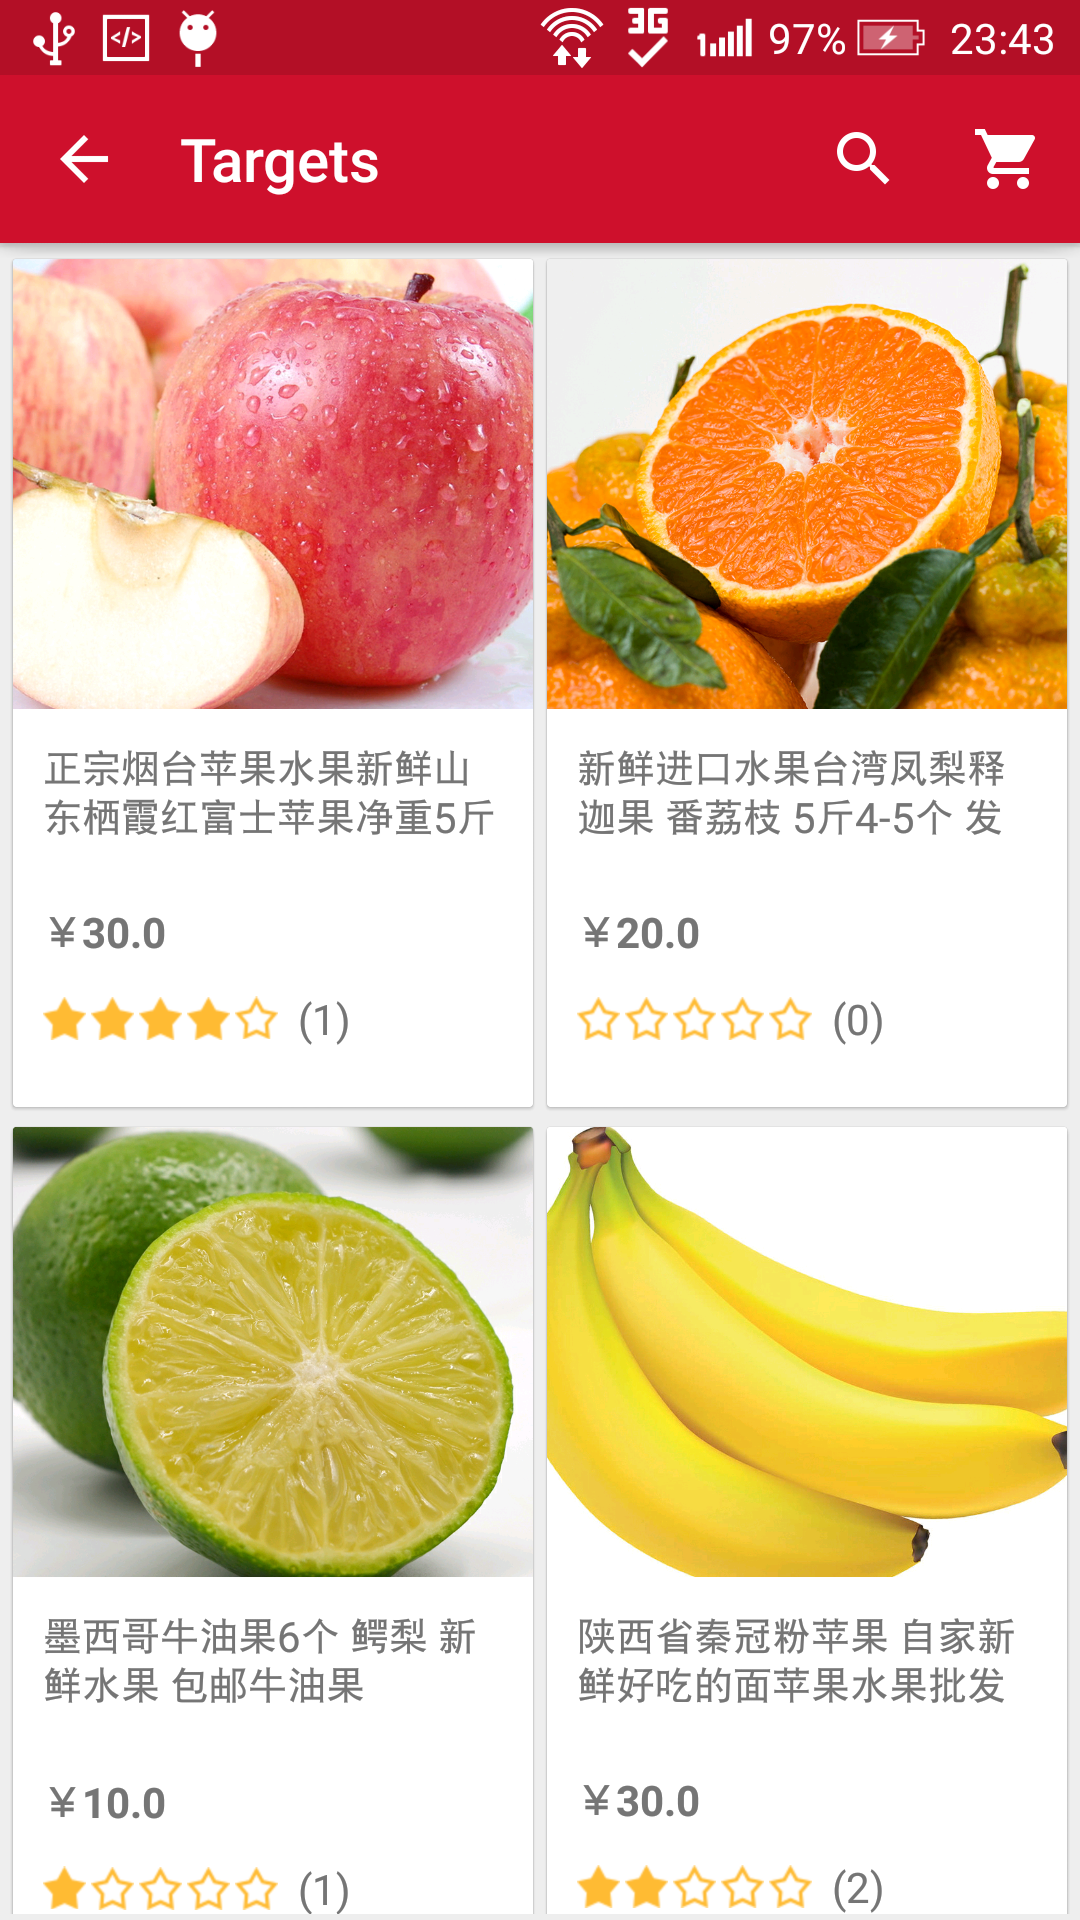 3G
97%
23:43
Targets
正宗烟台苹果水果新鲜山
东栖霞红富士苹果净重5斤
¥30.0
(1)
新鲜进口水果台湾凤梨释
迦果 番荔枝 5斤4-5个 发
¥20.0
(0)
墨西哥牛油果6个 鳄梨 新
鲜水果 包邮牛油果
¥10.0
(1)
陕西省秦冠粉苹果 自家新
鲜好吃的面苹果水果批发
¥30.0
(2)